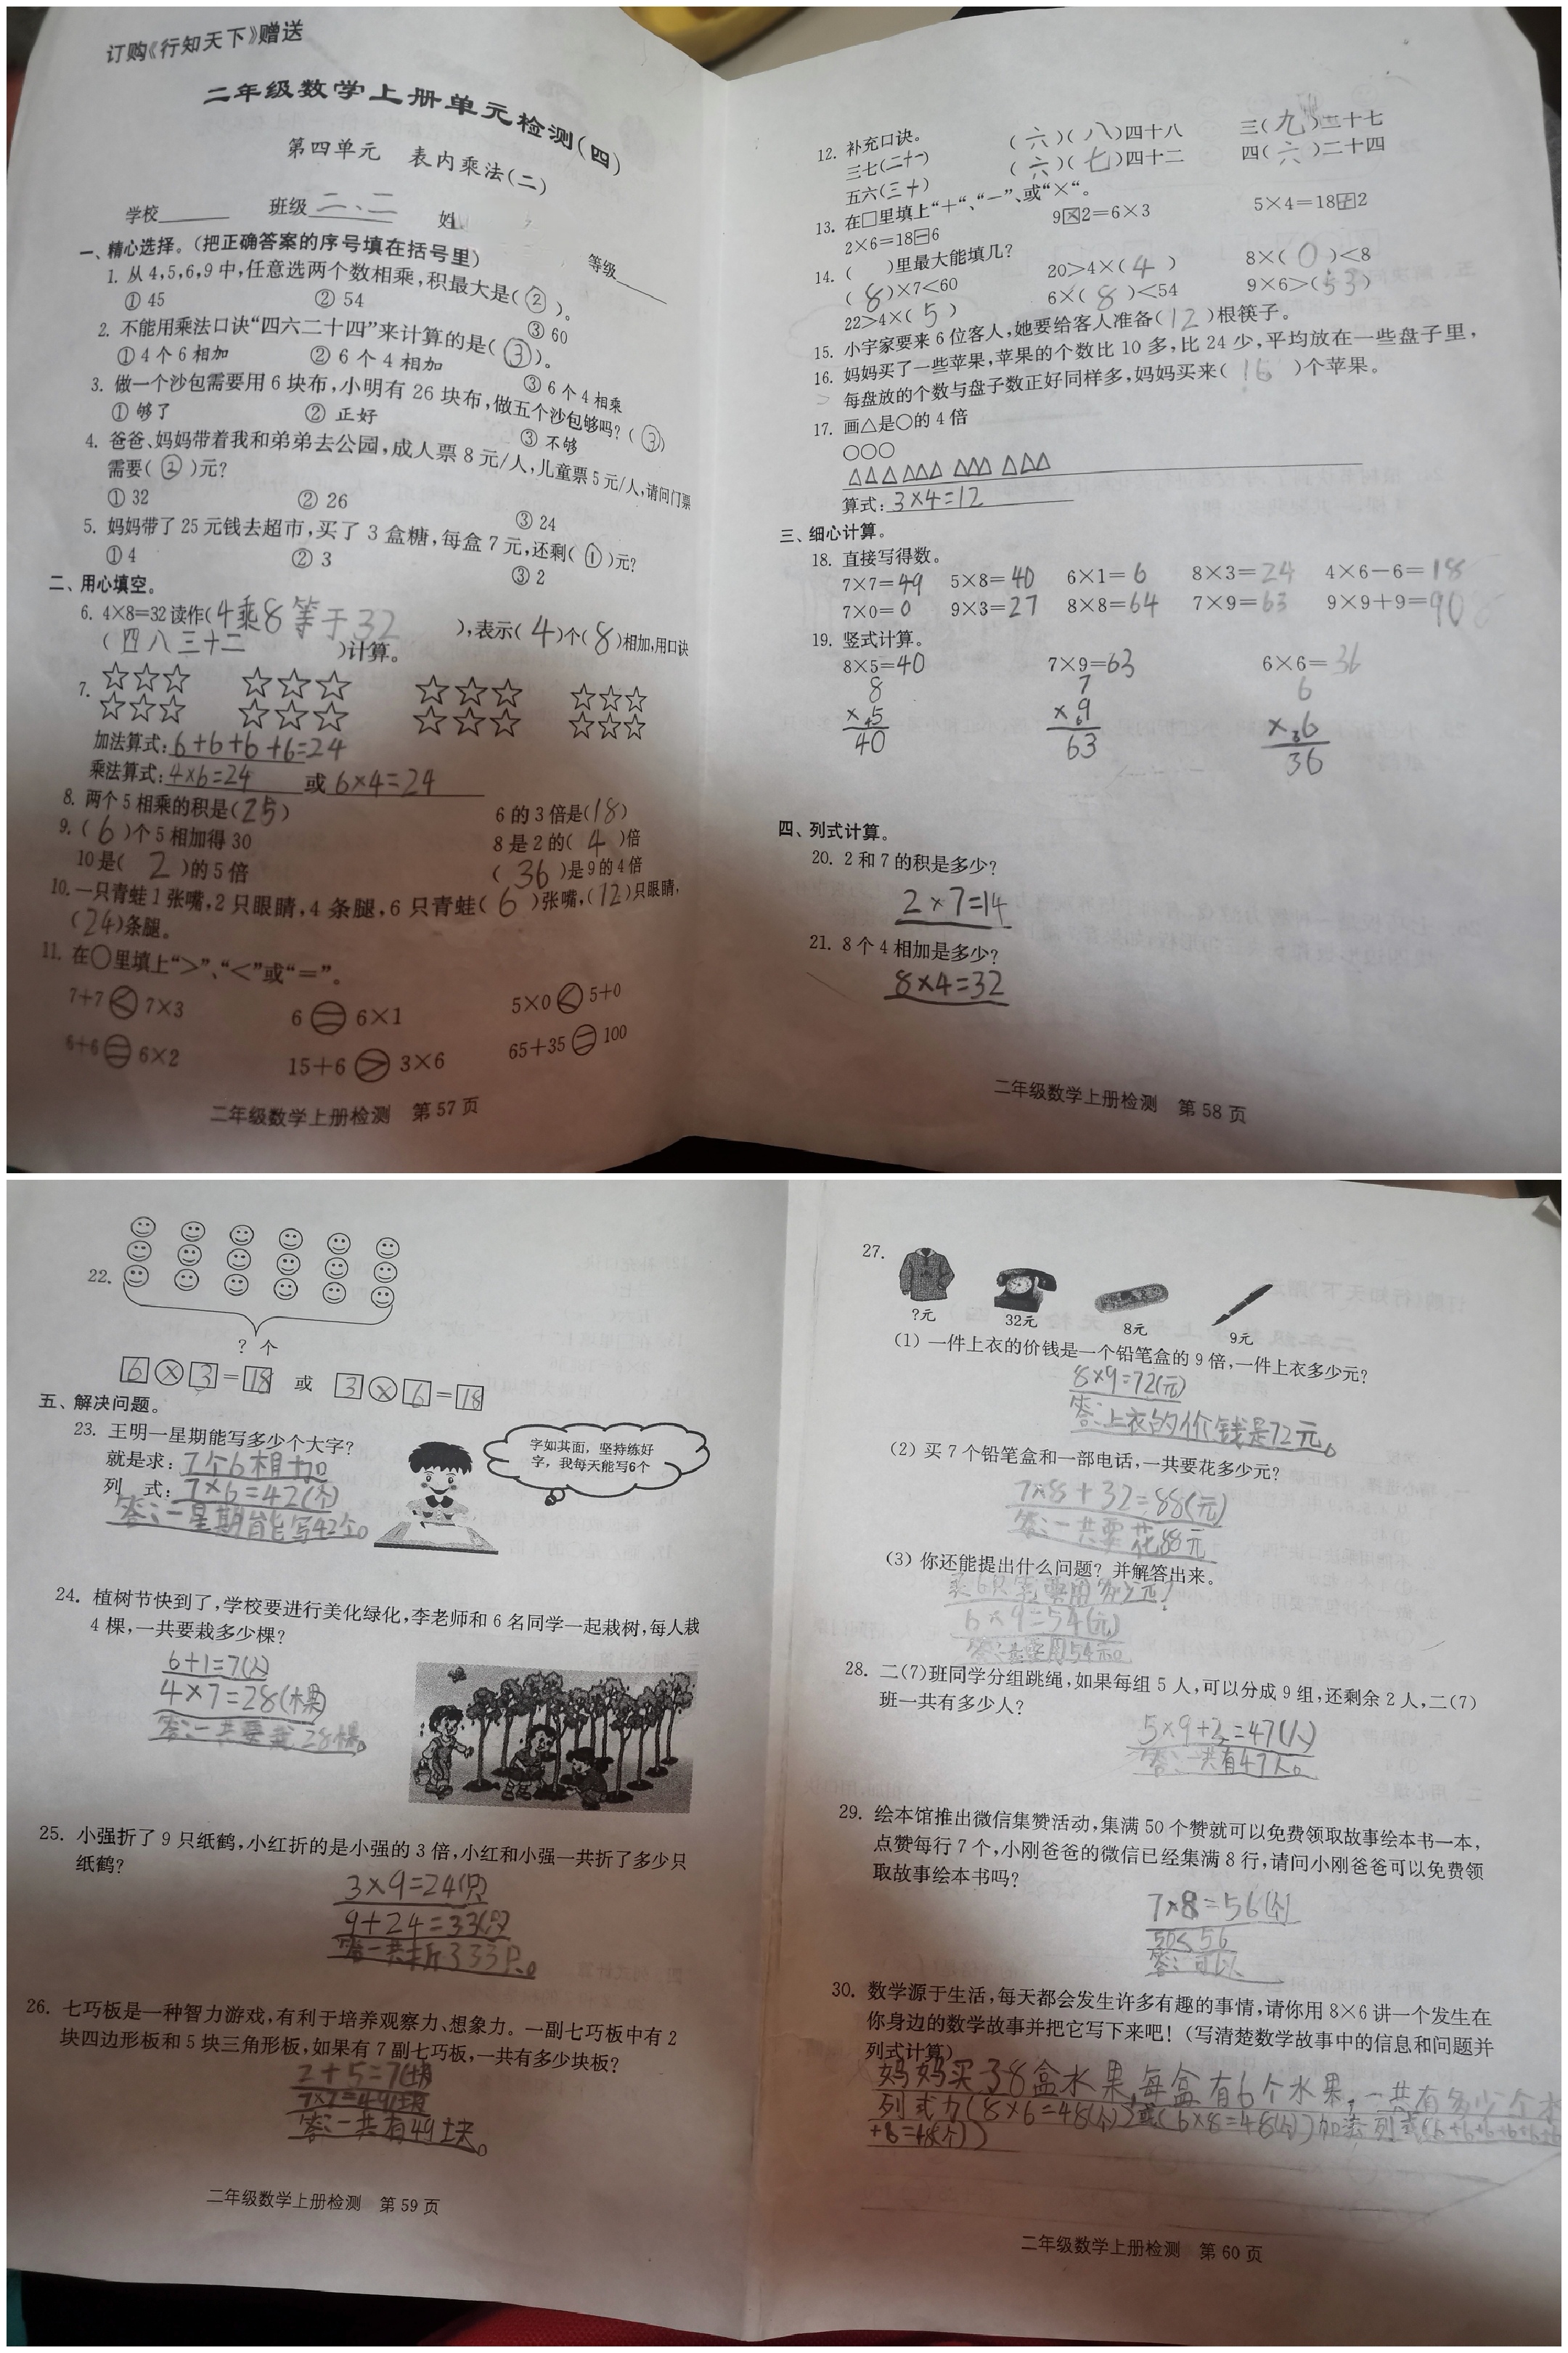 订购《行知天下》赠送
二年级数学上册单元检测(四)
第四单元 表内乘法(二)
学校 班级 二、二 姓
等级
一、精心选择。(把正确答案的序号填在括号里)
1. 从 4,5,6,9 中,任意选两个数相乘,积最大是( ② )。
① 45 ② 54 ③ 60
2. 不能用乘法口诀“四六二十四”来计算的是( ③ )。
① 4 个 6 相加 ② 6 个 4 相加 ③ 6 个 4 相乘
3. 做一个沙包需要用 6 块布,小明有 26 块布,做五个沙包够吗? ( ③ )
① 够了 ② 正好 ③ 不够
4. 爸爸、妈妈带着我和弟弟去公园,成人票 8 元/人,儿童票 5 元/人,请问门票
需要( ② )元?
① 32 ② 26 ③ 24
5. 妈妈带了 25 元钱去超市,买了 3 盒糖,每盒 7 元,还剩( ① )元?
① 4 ② 3 ③ 2
二、用心填空。
6. 4×8=32 读作( 4乘8等于32 ),表示( 4 )个( 8 )相加,用口诀
( 四八三十二 )计算。
7.
加法算式: 6+6+6+6=24
乘法算式: 4×6=24 或 6×4=24
8. 两个 5 相乘的积是( 25 ) 6 的 3 倍是( 18 )
9. ( 6 )个 5 相加得 30 8 是 2 的( 4 )倍
10 是( 2 )的 5 倍 ( 36 )是 9 的 4 倍
10. 一只青蛙 1 张嘴,2 只眼睛,4 条腿,6 只青蛙( 6 )张嘴,( 12 )只眼睛,
( 24 )条腿。
11. 在○里填上“>”、“<”或“=”。
7+7 < 7×3 6 = 6×1 5×0 < 5+0
6+6 = 6×2 15+6 > 3×6 65+35 = 100
二年级数学上册检测 第 57 页
12. 补充口诀。 ( 六 )( 八 )四十八 三( 九 )二十七
三七(二十一) ( 六 )( 七 )四十二 四( 六 )二十四
五六(三十)
13. 在□里填上“+”、“-”、或“×”。
2×6=18-6 9×2=6×3 5×4=18+2
14. ( )里最大能填几?
( 8 )×7<60 20>4×( 4 ) 8×( 0 )<8
22>4×( 5 ) 6×( 8 )<54 9×6>( 53 )
15. 小宇家要来 6 位客人,她要给客人准备( 12 )根筷子。
16. 妈妈买了一些苹果,苹果的个数比 10 多,比 24 少,平均放在一些盘子里,
每盘放的个数与盘子数正好同样多,妈妈买来( 16 )个苹果。
17. 画△是○的 4 倍
○○○
△△△ △△△ △△△ △△△
算式: 3×4=12
三、细心计算。
18. 直接写得数。
7×7=49 5×8=40 6×1=6 8×3=24 4×6-6=18
7×0=0 9×3=27 8×8=64 7×9=63 9×9+9=90
19. 竖式计算。
8×5=40 7×9=63 6×6=36
8 7 6
×45 ×69 ×36
40 63 36
四、列式计算。
20. 2 和 7 的积是多少?
2×7=14
21. 8 个 4 相加是多少?
8×4=32
二年级数学上册检测 第 58 页
22.
? 个
6 × 3 = 18 或 3 × 6 = 18
五、解决问题。
23. 王明一星期能写多少个大字?
就是求: 7个6相加
列 式: 7×6=42(个)
答:一星期能写42个。
字如其面,坚持练好
字,我每天能写6个
24. 植树节快到了,学校要进行美化绿化,李老师和 6 名同学一起栽树,每人栽
4 棵,一共要栽多少棵?
6+1=7(人)
4×7=28(棵)
答:一共要栽28棵。
25. 小强折了 9 只纸鹤,小红折的是小强的 3 倍,小红和小强一共折了多少只
纸鹤?
3×9=24(只)
9+24=33(只)
答一共折了33只。
26. 七巧板是一种智力游戏,有利于培养观察力、想象力。一副七巧板中有 2
块四边形板和 5 块三角形板,如果有 7 副七巧板,一共有多少块板?
2+5=7(块)
7×7=49(块)
答:一共有49块。
二年级数学上册检测 第 59 页
27.
?元 32元 8元 9元
(1) 一件上衣的价钱是一个铅笔盒的 9 倍,一件上衣多少元?
8×9=72(元)
答:上衣的价钱是72元。
(2) 买 7 个铅笔盒和一部电话,一共要花多少元?
7×8+32=88(元)
答:一共要花88元
(3) 你还能提出什么问题? 并解答出来。
买6只笔要用多少元?
6×9=54(元)
答:要用54元。
28. 二(7)班同学分组跳绳,如果每组 5 人,可以分成 9 组,还剩余 2 人,二(7)
班一共有多少人?
5×9+2=47(人)
答:一共有47人。
29. 绘本馆推出微信集赞活动,集满 50 个赞就可以免费领取故事绘本书一本,
点赞每行 7 个,小刚爸爸的微信已经集满 8 行,请问小刚爸爸可以免费领
取故事绘本书吗?
7×8=56(个)
50<56
答:可以
30. 数学源于生活,每天都会发生许多有趣的事情,请你用 8×6 讲一个发生在
你身边的数学故事并把它写下来吧! (写清楚数学故事中的信息和问题并
列式计算)
妈妈买了8盒水果,每盒有6个水果,一共有多少个水
列式为(8×6=48(个))或(6×8=48(个))加法列式(6+6+6+6+6+6
+8=48(个))
二年级数学上册检测 第 60 页